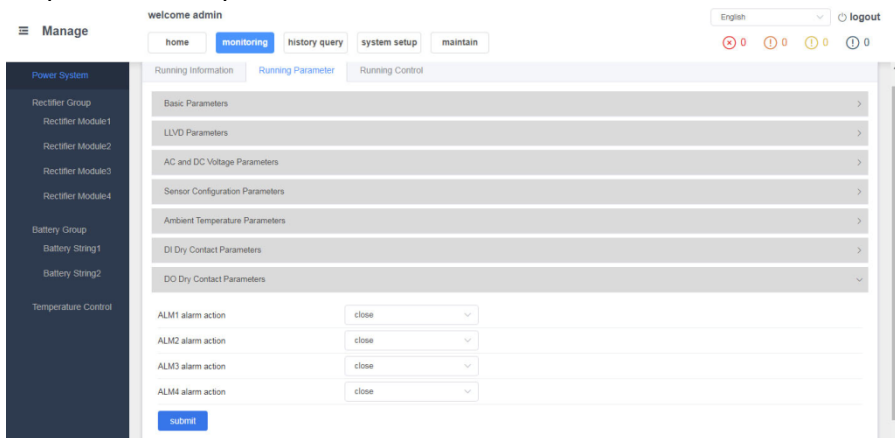 welcome admin
English
logout
Manage
home monitoring history query system setup maintain
0 0 0 0
Power System
Running Information Running Parameter Running Control
Rectifier Group
Basic Parameters
Rectifier Module1
LLVD Parameters
Rectifier Module2
AC and DC Voltage Parameters
Rectifier Module3
Sensor Configuration Parameters
Rectifier Module4
Ambient Temperature Parameters
Battery Group
Battery String1
DI Dry Contact Parameters
Battery String2
DO Dry Contact Parameters
Temperature Control
ALM1 alarm action close
ALM2 alarm action close
ALM3 alarm action close
ALM4 alarm action close
submit